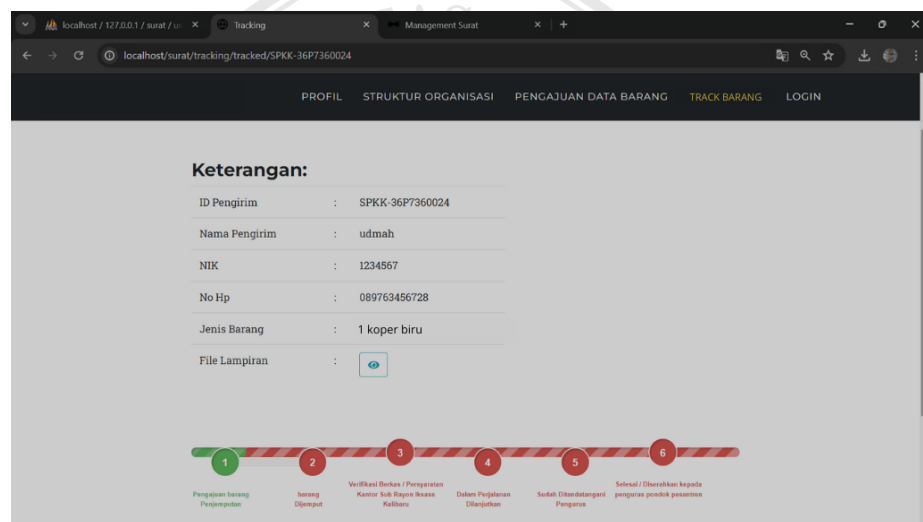 localhost / 127.0.0.1 / surat / u
Tracking
Management Surat
localhost/surat/tracking/tracked/SPKK-36P7360024
PROFIL STRUKTUR ORGANISASI PENGAJUAN DATA BARANG TRACK BARANG LOGIN
Keterangan:
ID Pengirim : SPKK-36P7360024
Nama Pengirim : udmah
NIK : 1234567
No Hp : 089763456728
Jenis Barang : 1 koper biru
File Lampiran :
1 2 3 4 5 6
Pengajuan barang
Penjemputan
barang
Dijemput
Verifikasi Berkas / Persyaratan
Kantor Sub Rayon Iksass
Kalibaru
Dalam Perjalanan
Dilanjutkan
Sudah Ditandatangani
Pengurus
Selesai / Diserahkan kepada
pengurus pondok pesantren